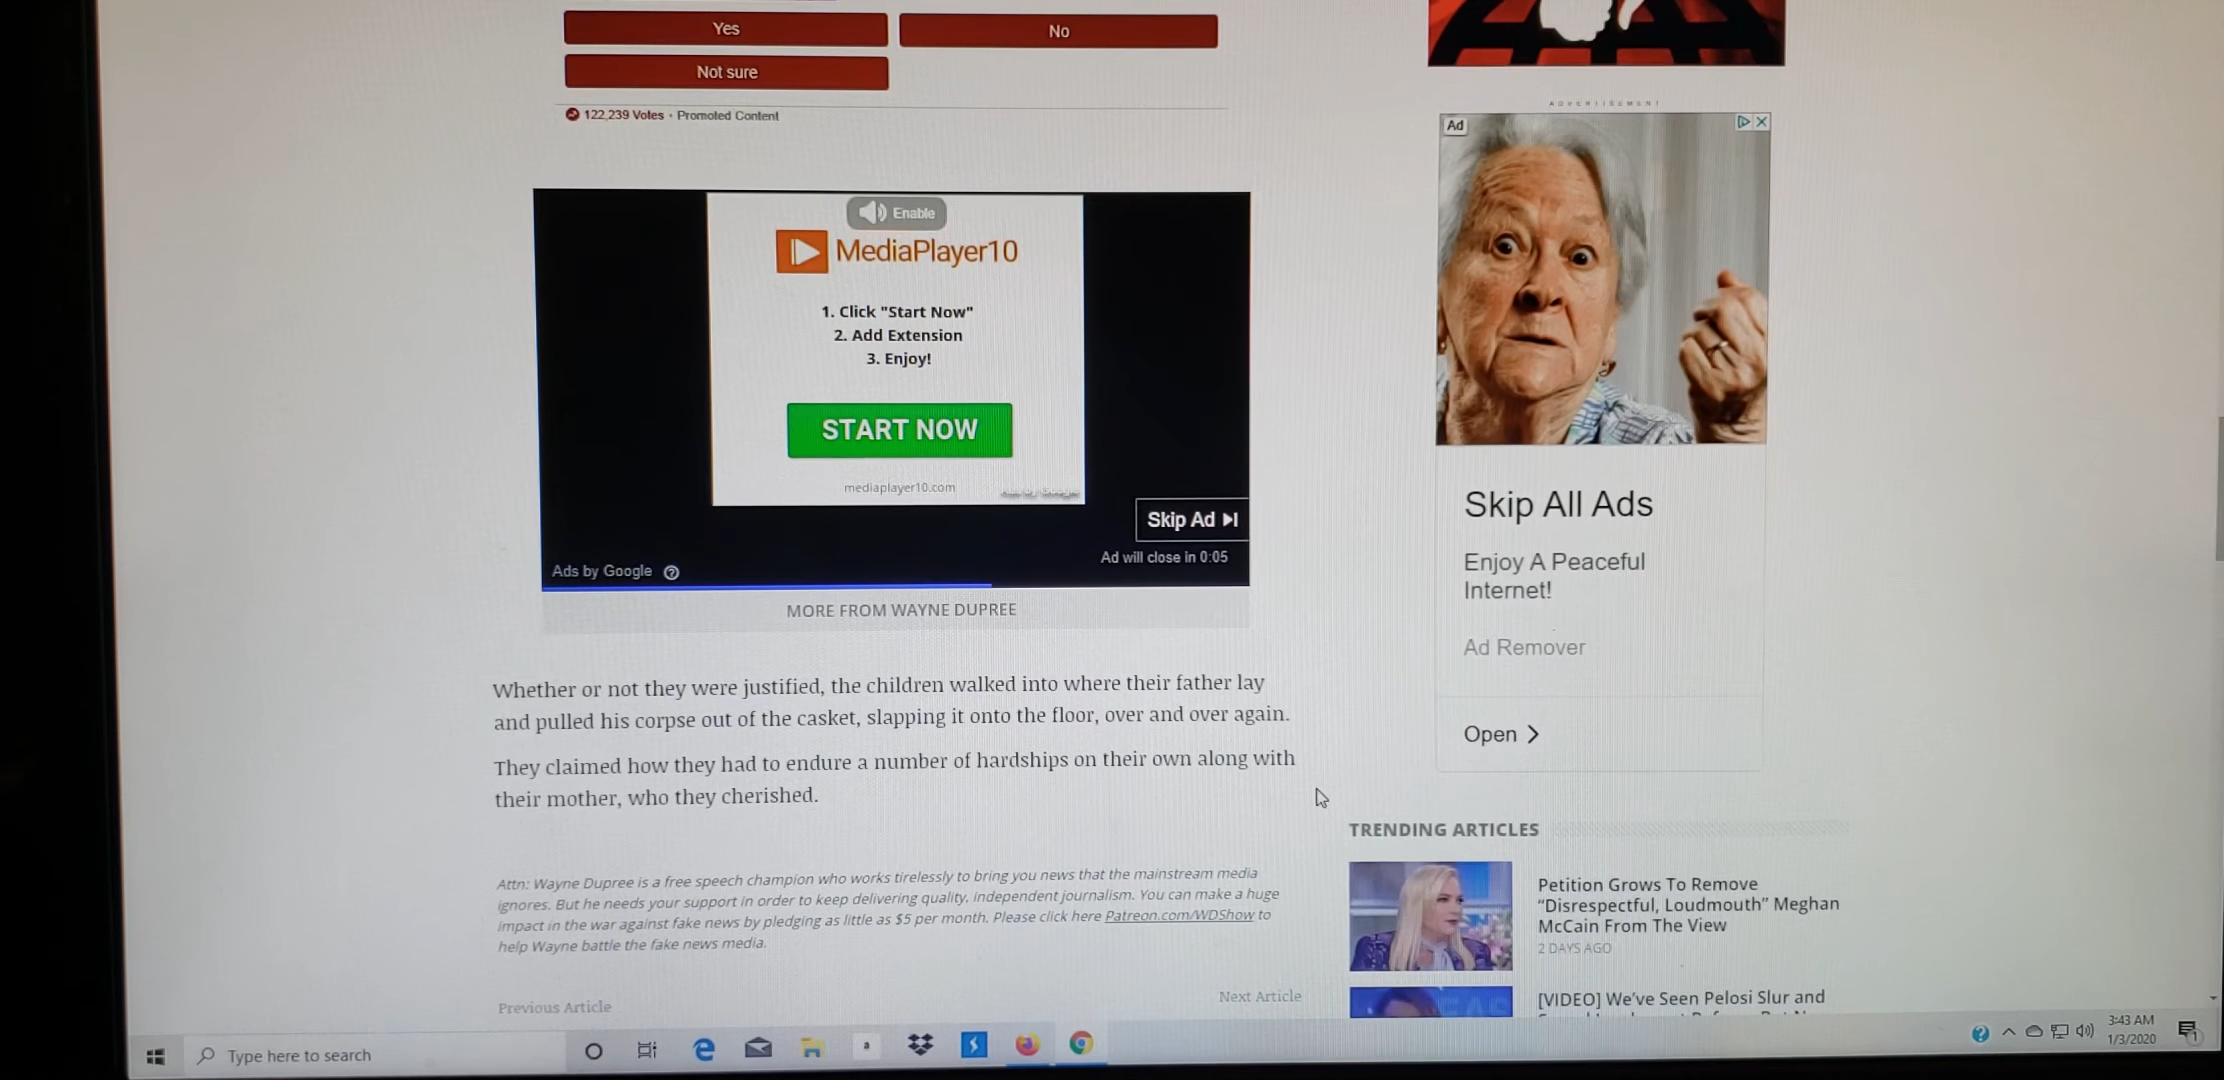 Yes
No
Not sure
122,239 Votes • Promoted Content
ADVERTISEMENT
Ad
Enable
MediaPlayer10
1. Click "Start Now"
2. Add Extension
3. Enjoy!
START NOW
mediaplayer10.com
Skip Ad
Ad will close in 0:05
Ads by Google
MORE FROM WAYNE DUPREE
Skip All Ads
Enjoy A Peaceful
Internet!
Ad Remover
Open >
Whether or not they were justified, the children walked into where their father lay
and pulled his corpse out of the casket, slapping it onto the floor, over and over again.
They claimed how they had to endure a number of hardships on their own along with
their mother, who they cherished.
Attn: Wayne Dupree is a free speech champion who works tirelessly to bring you news that the mainstream media
ignores. But he needs your support in order to keep delivering quality, independent journalism. You can make a huge
impact in the war against fake news by pledging as little as $5 per month. Please click here Patreon.com/WDShow to
help Wayne battle the fake news media.
Previous Article
Next Article
TRENDING ARTICLES
Petition Grows To Remove
“Disrespectful, Loudmouth” Meghan
McCain From The View
2 DAYS AGO
[VIDEO] We’ve Seen Pelosi Slur and
Type here to search
a
3:43 AM
1/3/2020
1